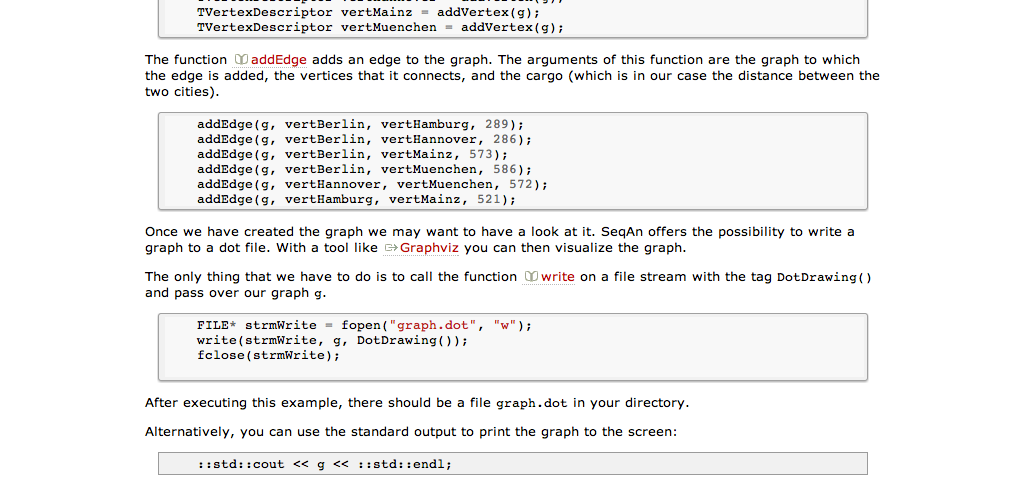 TVertexDescriptor vertMainz = addVertex(g);
TVertexDescriptor vertMuenchen = addVertex(g);
The function addEdge adds an edge to the graph. The arguments of this function are the graph to which
the edge is added, the vertices that it connects, and the cargo (which is in our case the distance between the
two cities).
addEdge(g, vertBerlin, vertHamburg, 289);
addEdge(g, vertBerlin, vertHannover, 286);
addEdge(g, vertBerlin, vertMainz, 573);
addEdge(g, vertBerlin, vertMuenchen, 586);
addEdge(g, vertHannover, vertMuenchen, 572);
addEdge(g, vertHamburg, vertMainz, 521);
Once we have created the graph we may want to have a look at it. SeqAn offers the possibility to write a
graph to a dot file. With a tool like Graphviz you can then visualize the graph.
The only thing that we have to do is to call the function write on a file stream with the tag DotDrawing()
and pass over our graph g.
FILE* strmWrite = fopen("graph.dot", "w");
write(strmWrite, g, DotDrawing());
fclose(strmWrite);
After executing this example, there should be a file graph.dot in your directory.
Alternatively, you can use the standard output to print the graph to the screen:
::std::cout << g << ::std::endl;